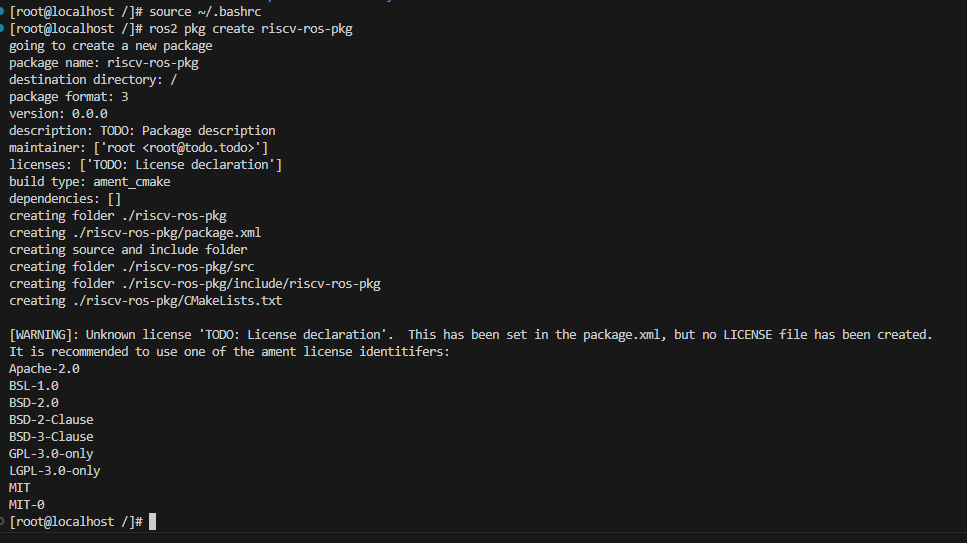 [root@localhost /]# source ~/.bashrc
[root@localhost /]# ros2 pkg create riscv-ros-pkg
going to create a new package
package name: riscv-ros-pkg
destination directory: /
package format: 3
version: 0.0.0
description: TODO: Package description
maintainer: ['root <root@todo.todo>']
licenses: ['TODO: License declaration']
build type: ament_cmake
dependencies: []
creating folder ./riscv-ros-pkg
creating ./riscv-ros-pkg/package.xml
creating source and include folder
creating folder ./riscv-ros-pkg/src
creating folder ./riscv-ros-pkg/include/riscv-ros-pkg
creating ./riscv-ros-pkg/CMakeLists.txt

[WARNING]: Unknown license 'TODO: License declaration'.  This has been set in the package.xml, but no LICENSE file has been created.
It is recommended to use one of the ament license identitifers:
Apache-2.0
BSL-1.0
BSD-2.0
BSD-2-Clause
BSD-3-Clause
GPL-3.0-only
LGPL-3.0-only
MIT
MIT-0
[root@localhost /]#